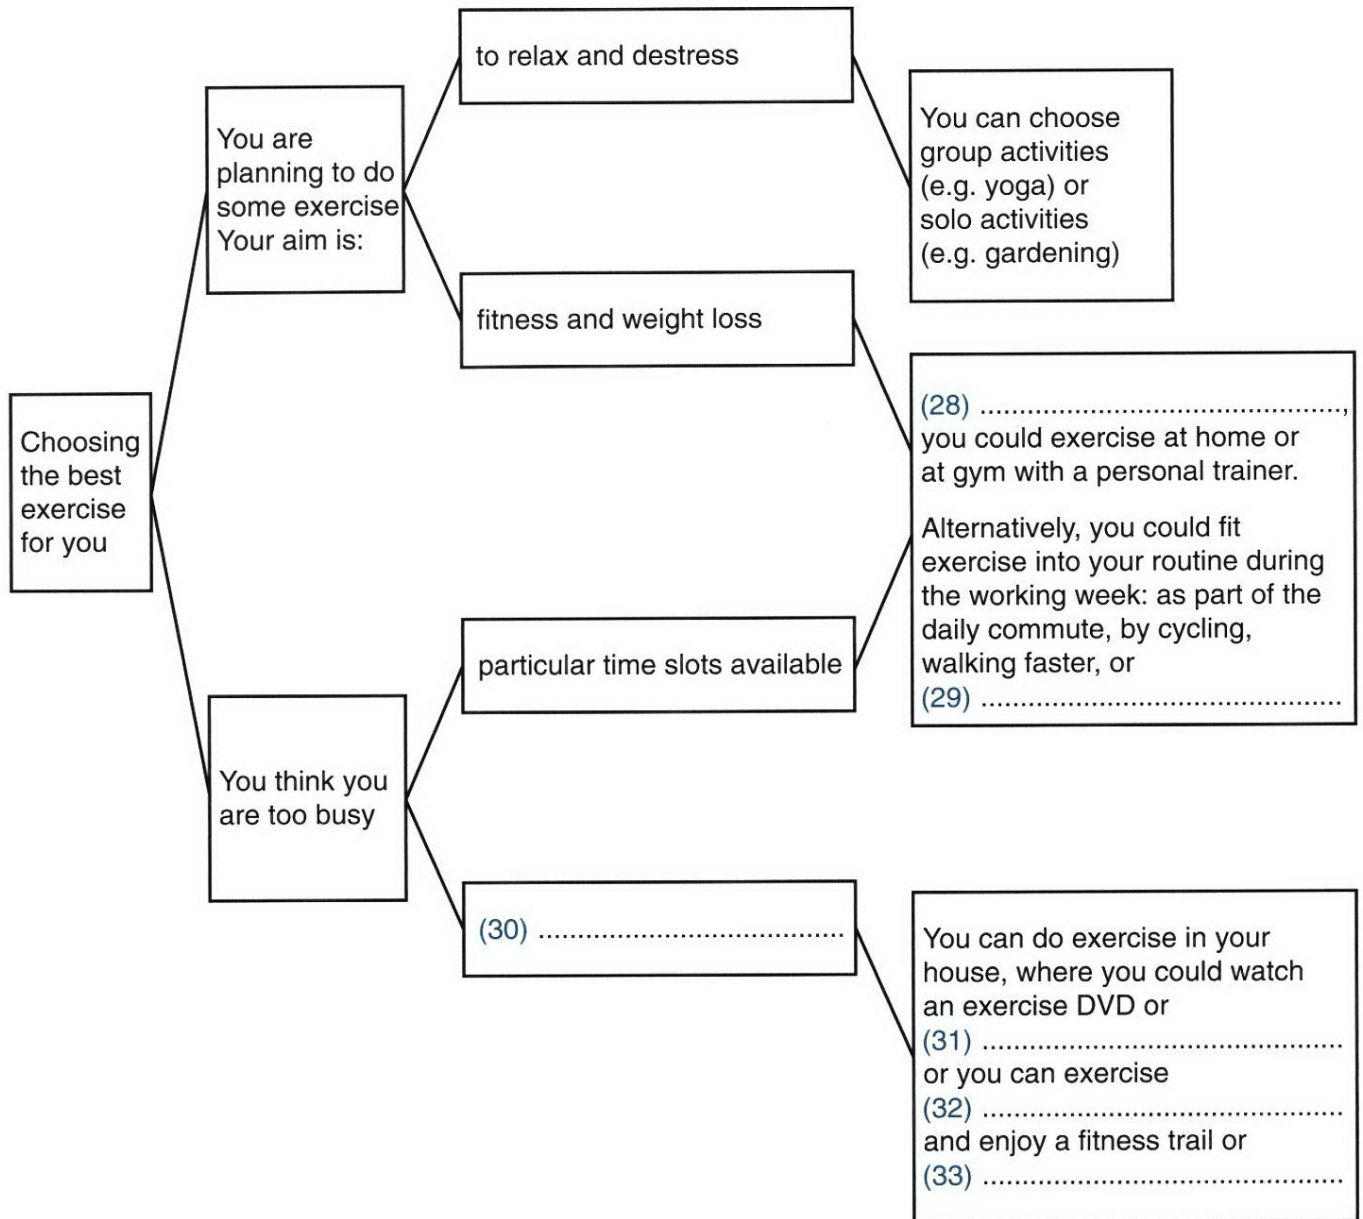 to relax and destress
You are
planning to do
some exercise
Your aim is:
You can choose
group activities
(e.g. yoga) or
solo activities
(e.g. gardening)
fitness and weight loss
Choosing
the best
exercise
for you
(28) ..............................................,
you could exercise at home or
at gym with a personal trainer.
Alternatively, you could fit
exercise into your routine during
the working week: as part of the
daily commute, by cycling,
walking faster, or
(29) ..............................................
particular time slots available
You think you
are too busy
(30) .......................................
You can do exercise in your
house, where you could watch
an exercise DVD or
(31) ..............................................
or you can exercise
(32) ..............................................
and enjoy a fitness trail or
(33) ..............................................